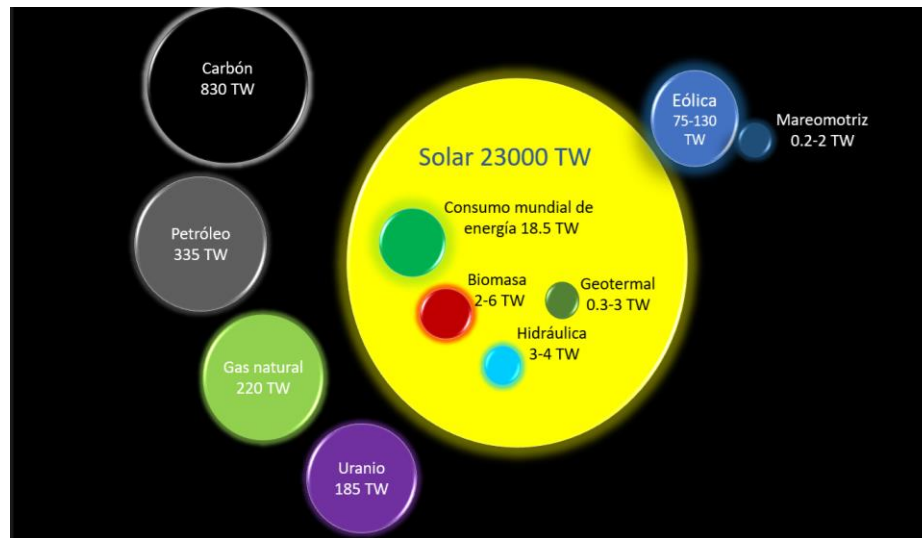 Carbón
830 TW
Petróleo
335 TW
Gas natural
220 TW
Uranio
185 TW
Solar 23000 TW
Consumo mundial de
energía 18.5 TW
Biomasa
2-6 TW
Geotermal
0.3-3 TW
Hidráulica
3-4 TW
Eólica
75-130
TW
Mareomotriz
0.2-2 TW